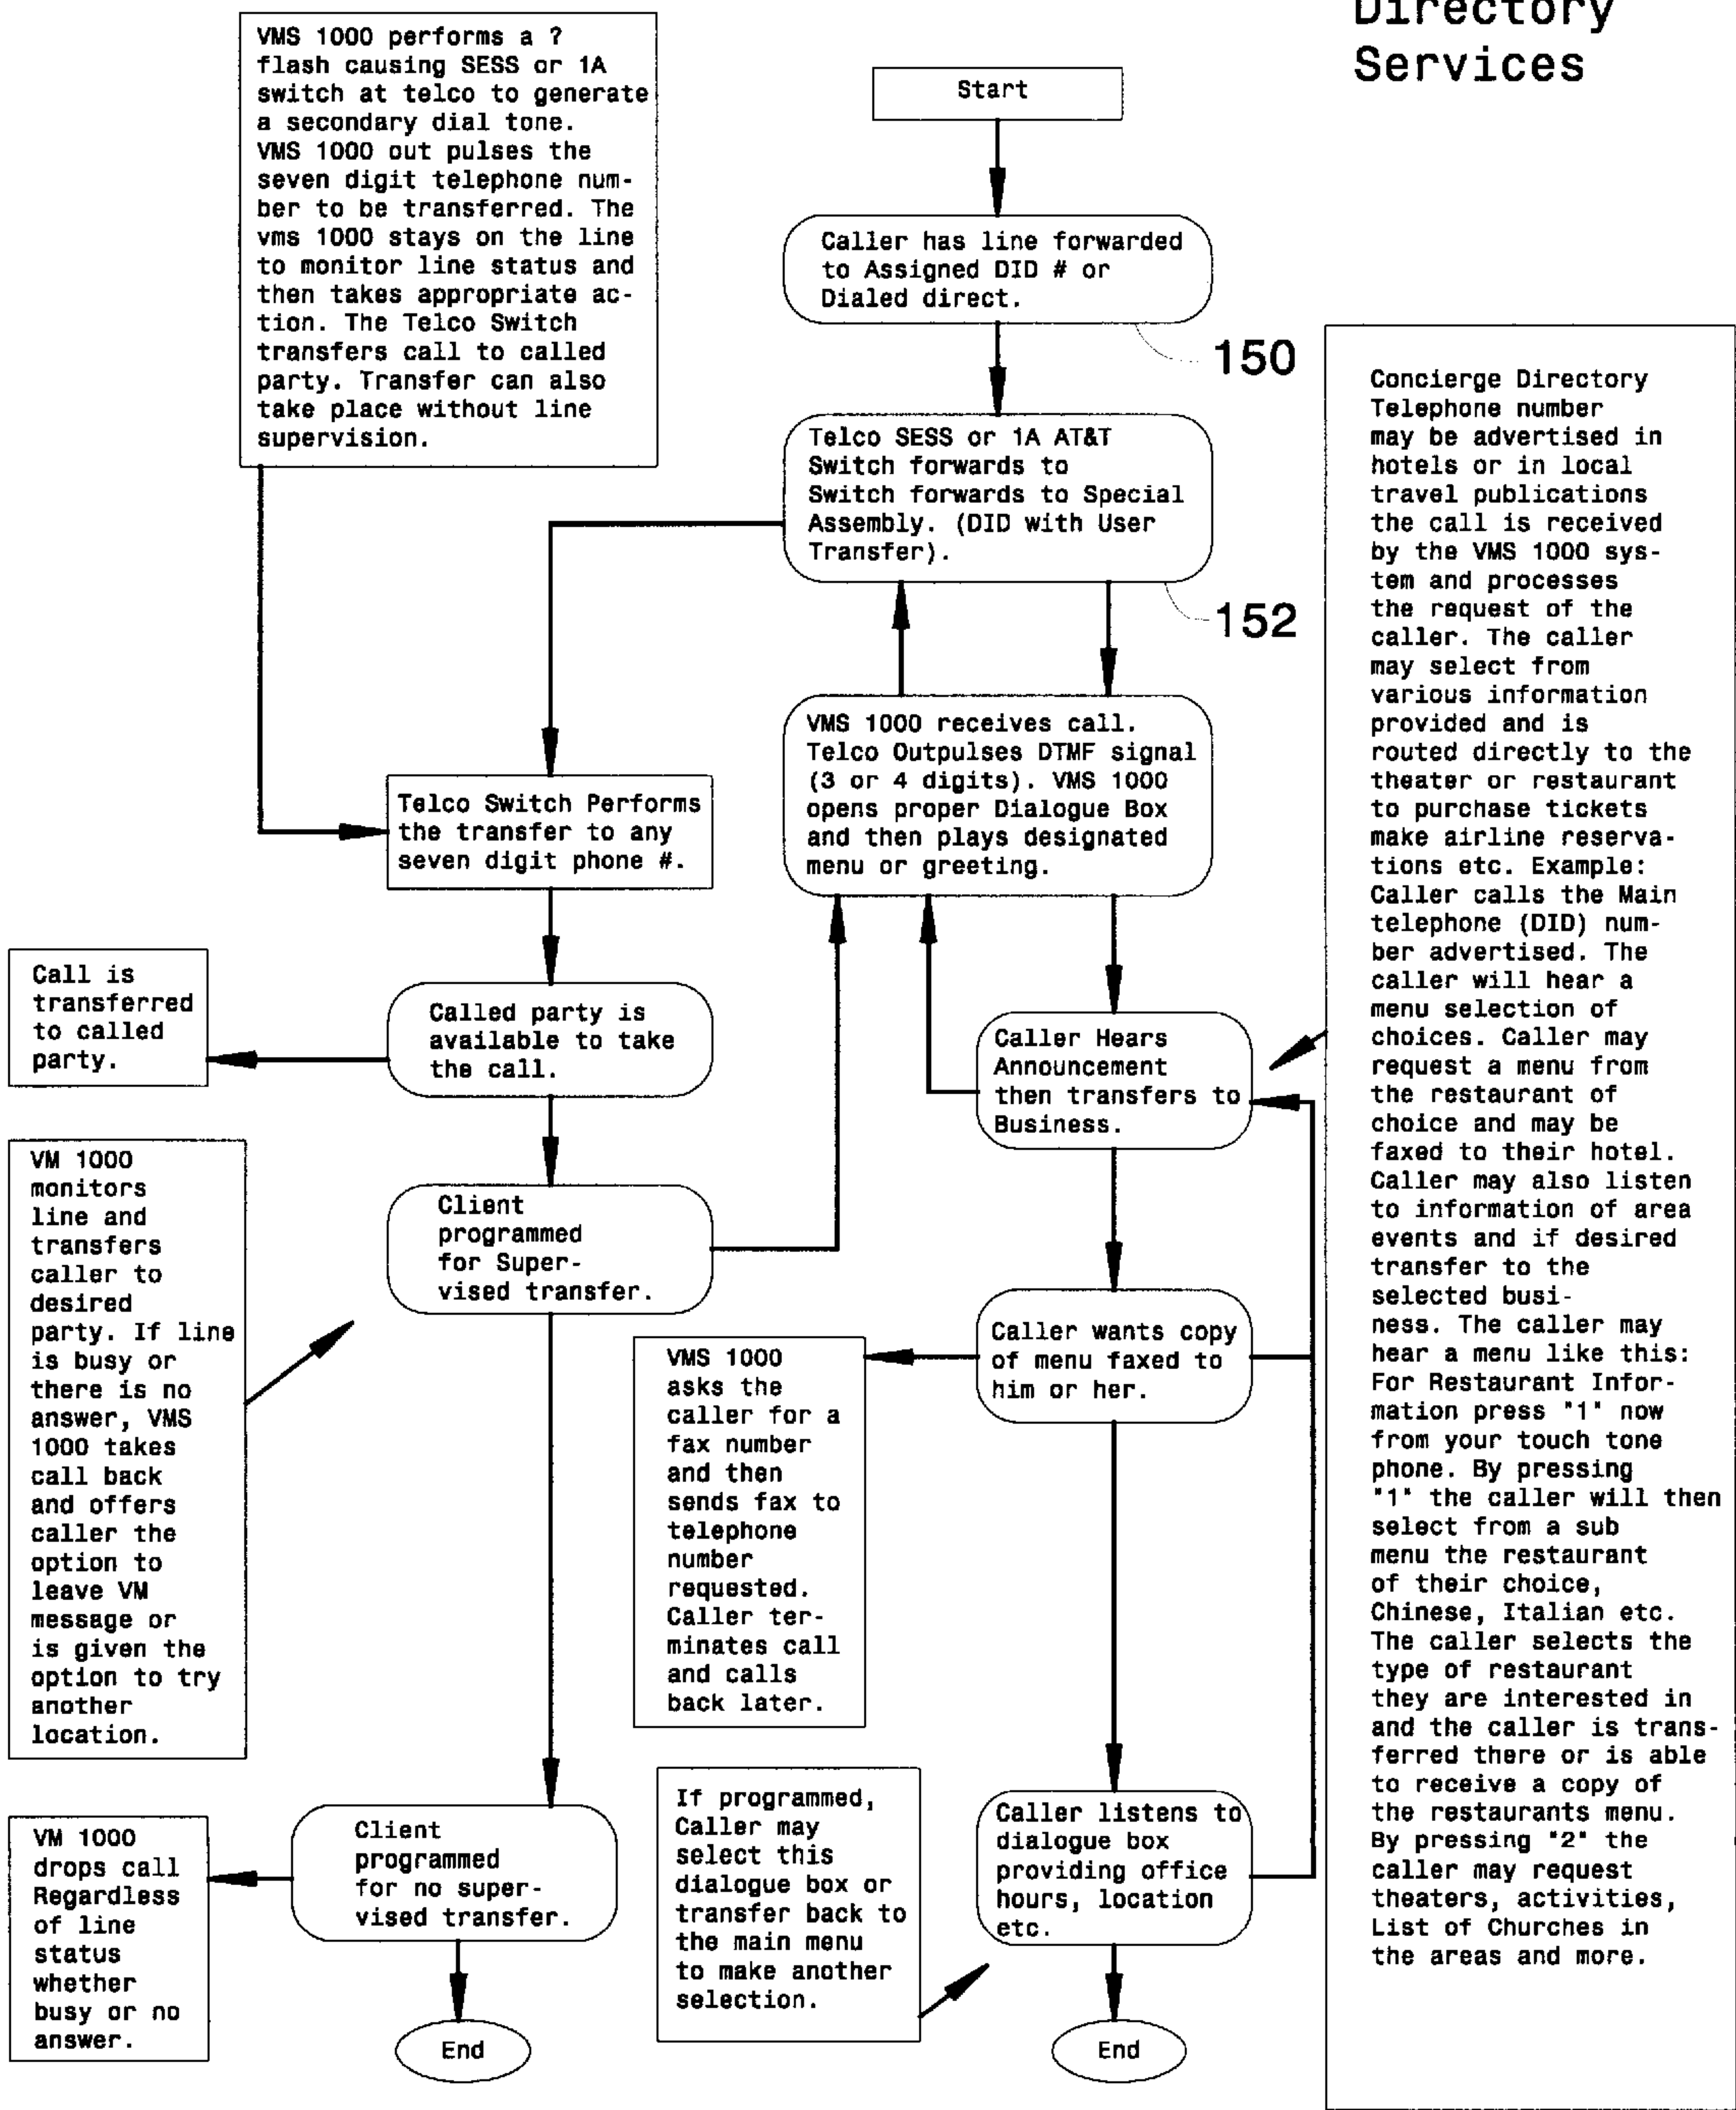 Directory
Services
VMS 1000 performs a ?
flash causing SESS or 1A
switch at telco to generate
a secondary dial tone.
VMS 1000 out pulses the
seven digit telephone num-
ber to be transferred. The
vms 1000 stays on the line
to monitor line status and
then takes appropriate ac-
tion. The Telco Switch
transfers call to called
party. Transfer can also
take place without line
supervision.
Start
Caller has line forwarded
to Assigned DID # or
Dialed direct.
150
Telco SESS or 1A AT&T
Switch forwards to
Switch forwards to Special
Assembly. (DID with User
Transfer).
152
VMS 1000 receives call.
Telco Outpulses DTMF signal
(3 or 4 digits). VMS 1000
opens proper Dialogue Box
and then plays designated
menu or greeting.
Telco Switch Performs
the transfer to any
seven digit phone #.
Call is
transferred
to called
party.
Called party is
available to take
the call.
Caller Hears
Announcement
then transfers to
Business.
VM 1000
monitors
line and
transfers
caller to
desired
party. If line
is busy or
there is no
answer, VMS
1000 takes
call back
and offers
caller the
option to
leave VM
message or
is given the
option to try
another
location.
Client
programmed
for Super-
vised transfer.
VMS 1000
asks the
caller for a
fax number
and then
sends fax to
telephone
number
requested.
Caller ter-
minates call
and calls
back later.
Caller wants copy
of menu faxed to
him or her.
VM 1000
drops call
Regardless
of line
status
whether
busy or no
answer.
Client
programmed
for no super-
vised transfer.
End
If programmed,
Caller may
select this
dialogue box or
transfer back to
the main menu
to make another
selection.
Caller listens to
dialogue box
providing office
hours, location
etc.
End
Concierge Directory
Telephone number
may be advertised in
hotels or in local
travel publications
the call is received
by the VMS 1000 sys-
tem and processes
the request of the
caller. The caller
may select from
various information
provided and is
routed directly to the
theater or restaurant
to purchase tickets
make airline reserva-
tions etc. Example:
Caller calls the Main
telephone (DID) num-
ber advertised. The
caller will hear a
menu selection of
choices. Caller may
request a menu from
the restaurant of
choice and may be
faxed to their hotel.
Caller may also listen
to information of area
events and if desired
transfer to the
selected busi-
ness. The caller may
hear a menu like this:
For Restaurant Infor-
mation press "1" now
from your touch tone
phone. By pressing
"1" the caller will then
select from a sub
menu the restaurant
of their choice,
Chinese, Italian etc.
The caller selects the
type of restaurant
they are interested in
and the caller is trans-
ferred there or is able
to receive a copy of
the restaurants menu.
By pressing "2" the
caller may request
theaters, activities,
List of Churches in
the areas and more.